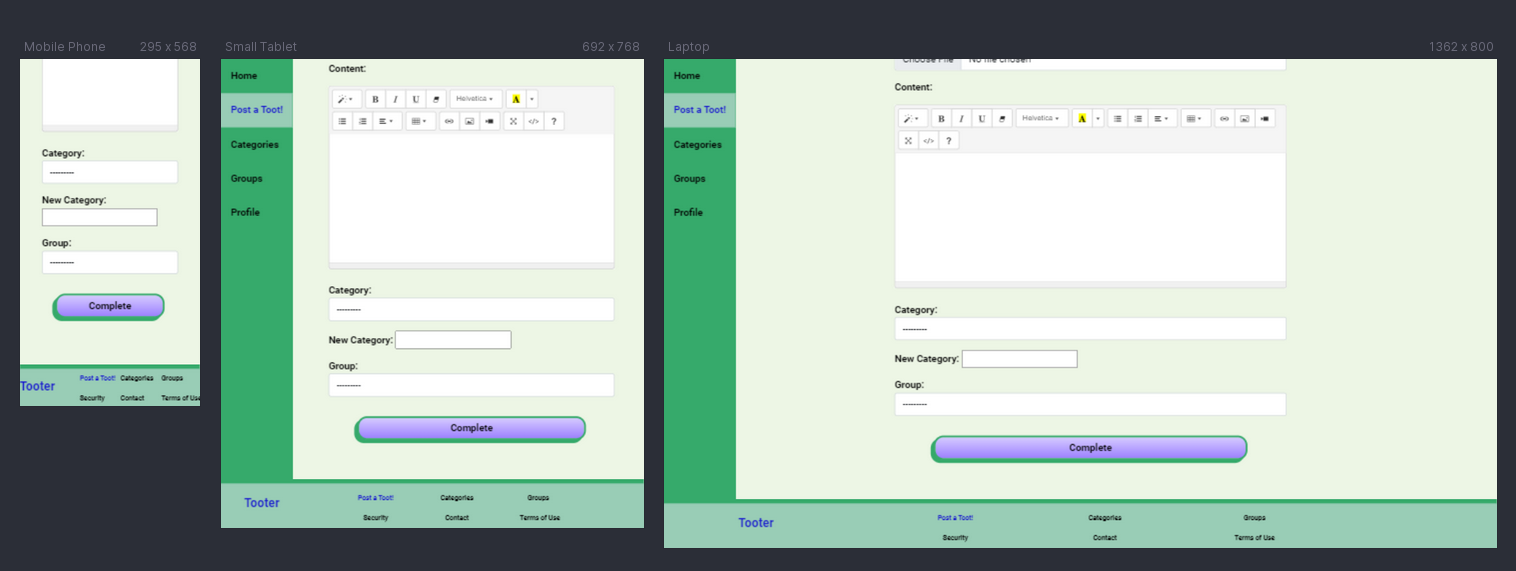 Mobile Phone 295 x 568
Category:
---------
New Category:
Group:
---------
Complete
Tooter
Post a Toot! Categories Groups
Security Contact Terms of Use
Small Tablet 692 x 768
Home
Post a Toot!
Categories
Groups
Profile
Content:
B I U Helvetica A
</> ?
Category:
---------
New Category:
Group:
---------
Complete
Tooter
Post a Toot! Categories Groups
Security Contact Terms of Use
Laptop 1362 x 800
Home
Post a Toot!
Categories
Groups
Profile
Choose File No file chosen
Content:
B I U Helvetica A
</> ?
Category:
---------
New Category:
Group:
---------
Complete
Tooter
Post a Toot! Categories Groups
Security Contact Terms of Use